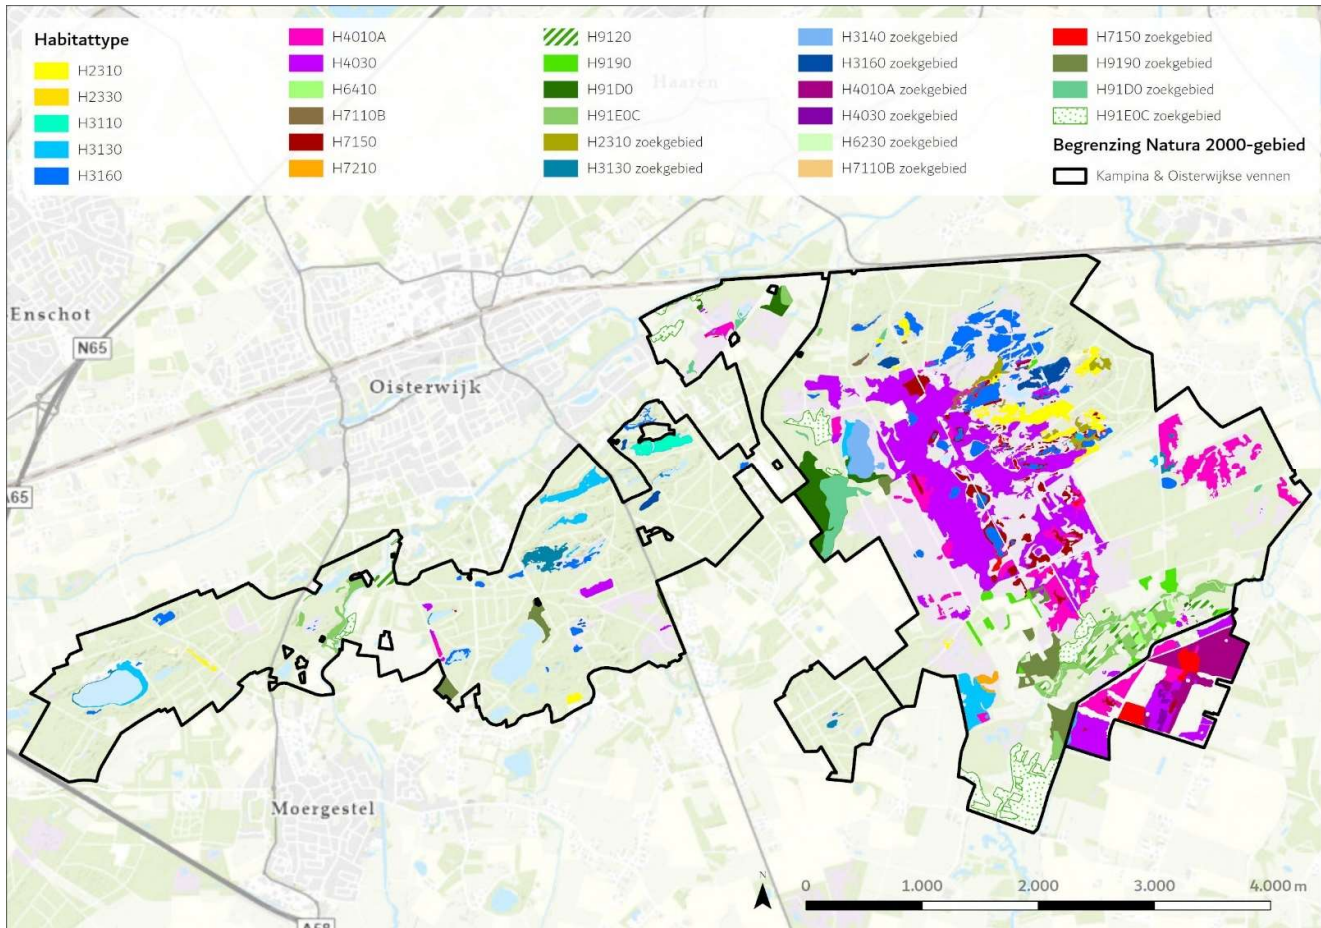 Habitattype
H2310
H2330
H3110
H3130
H3160
H4010A
H4030
H6410
H7110B
H7150
H7210
H9120
H9190
H91D0
H91E0C
H2310 zoekgebied
H3130 zoekgebied
H3140 zoekgebied
H3160 zoekgebied
H4010A zoekgebied
H4030 zoekgebied
H6230 zoekgebied
H7110B zoekgebied
H7150 zoekgebied
H9190 zoekgebied
H91D0 zoekgebied
H91E0C zoekgebied
Begrenzing Natura 2000-gebied
Kampina & Oisterwijkse vennen
Haaren
-Enschot
N65
Oisterwijk
A65
Moergestel
A58
N
0 1.000 2.000 3.000 4.000 m